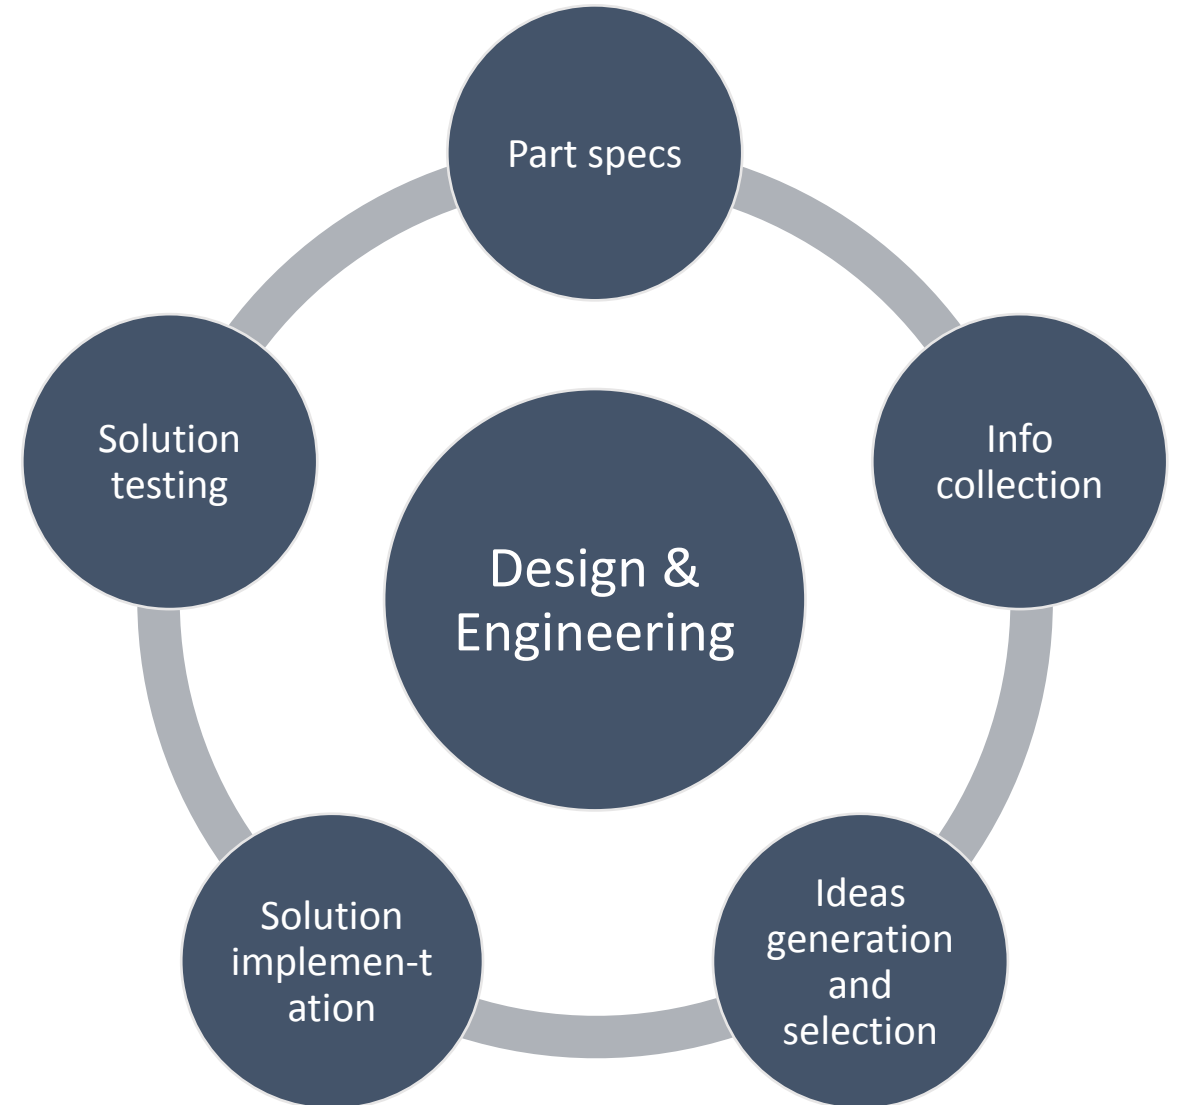 Part specs
Info
collection
Ideas
generation
and
selection
Solution
implemen-t
ation
Solution
testing
Design &
Engineering